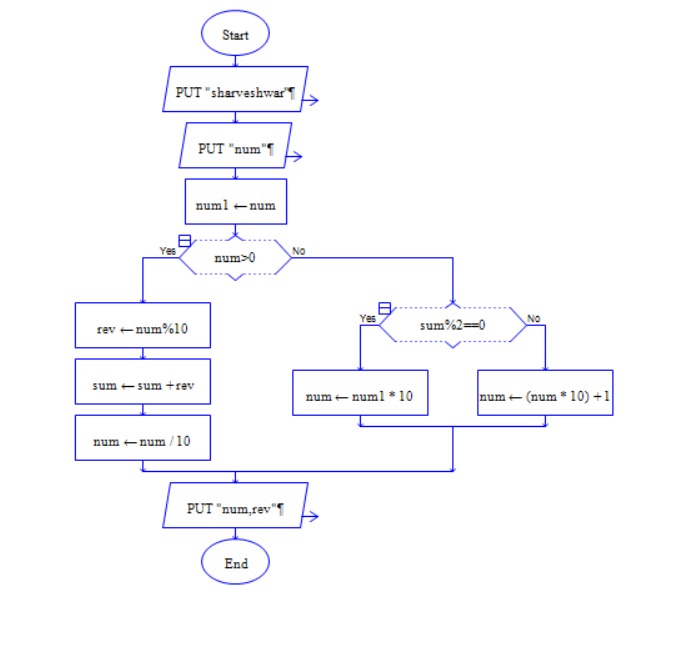 Start
PUT "sharveshwar"¶
PUT "num"¶
num1 ← num
Yes
num>0
No
rev ← num%10
sum ← sum + rev
num ← num / 10
Yes
sum%2==0
No
num ← num1 * 10
num ← (num * 10) + 1
PUT "num,rev"¶
End